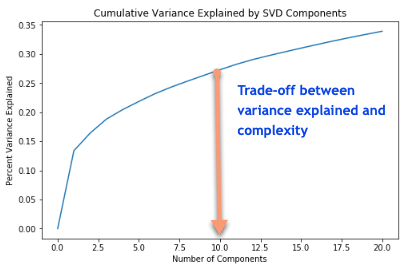 Cumulative Variance Explained by SVD Components
0.35
0.30
0.25
0.20
0.15
0.10
0.05
0.00
Percent Variance Explained
Trade-off between
variance explained and
complexity
0.0 2.5 5.0 7.5 10.0 12.5 15.0 17.5 20.0
Number of Components